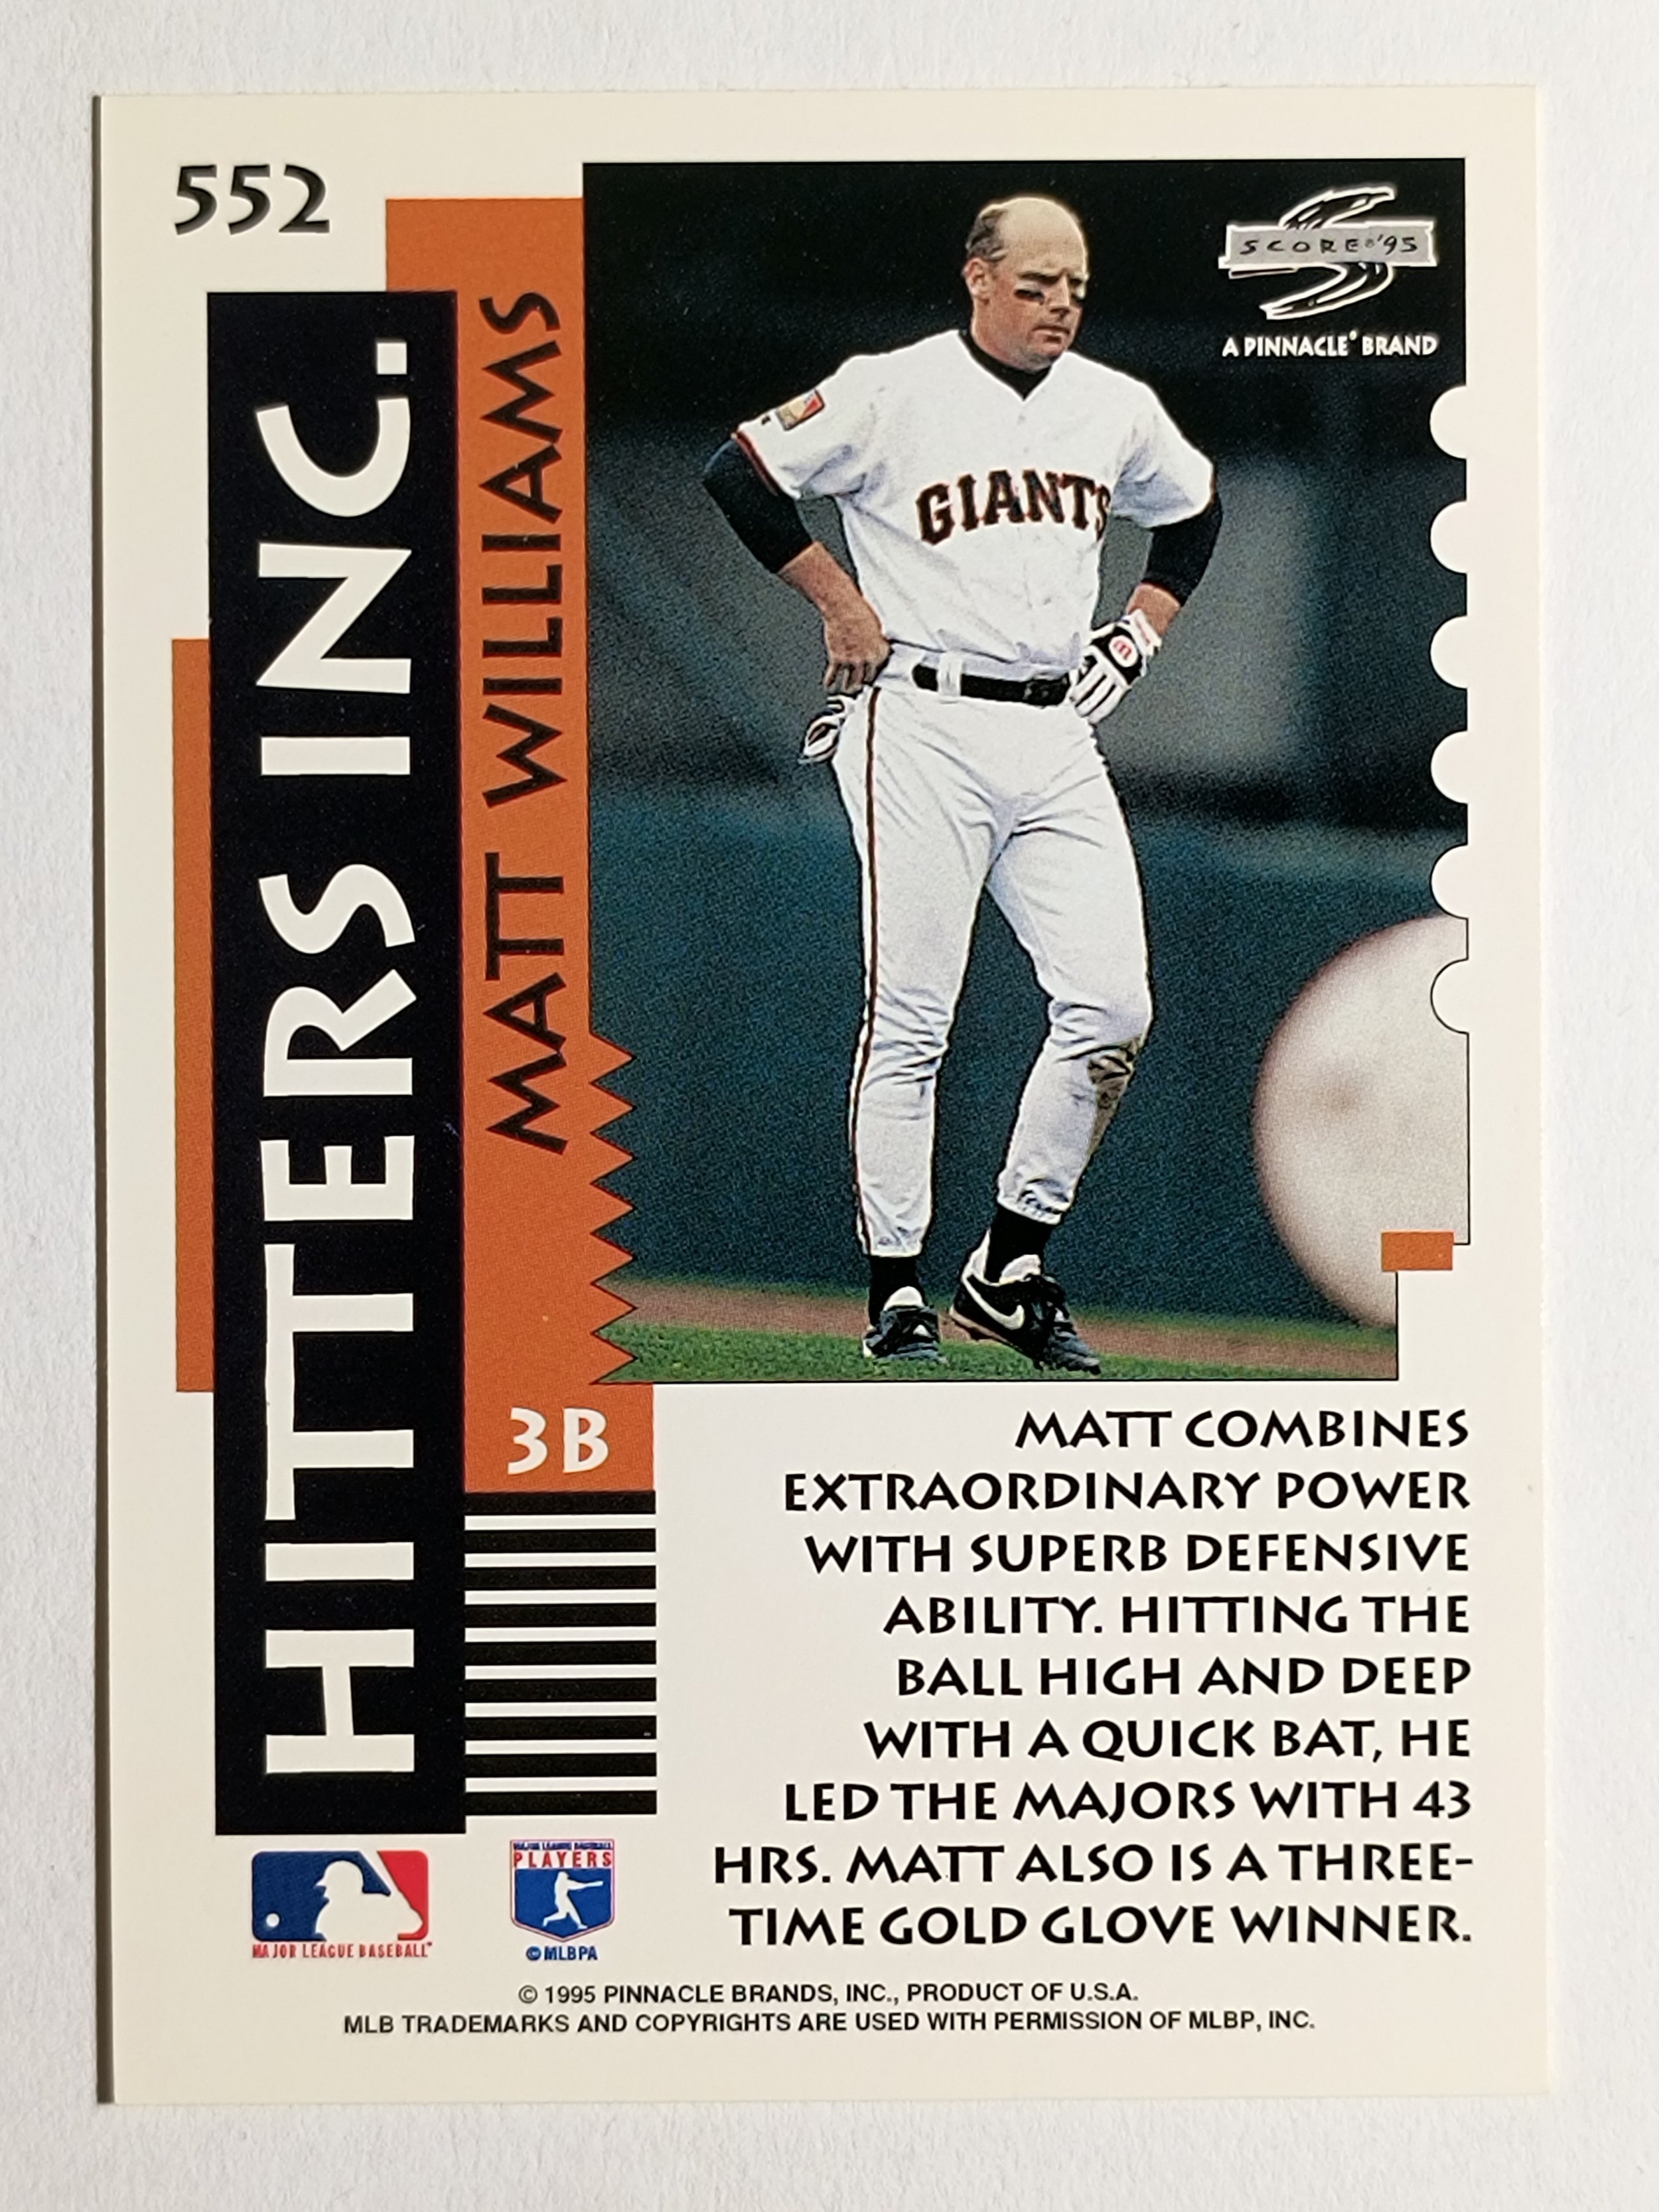 552
SCORE®'95
A PINNACLE® BRAND
HITTERS INC.
MATT WILLIAMS
GIANTS
3B
MATT COMBINES
EXTRAORDINARY POWER
WITH SUPERB DEFENSIVE
ABILITY. HITTING THE
BALL HIGH AND DEEP
WITH A QUICK BAT, HE
LED THE MAJORS WITH 43
HRS. MATT ALSO IS A THREE-
TIME GOLD GLOVE WINNER.
MAJOR LEAGUE BASEBALL
MAJOR LEAGUE BASEBALL
PLAYERS
© MLBPA
© 1995 PINNACLE BRANDS, INC., PRODUCT OF U.S.A.
MLB TRADEMARKS AND COPYRIGHTS ARE USED WITH PERMISSION OF MLBP, INC.